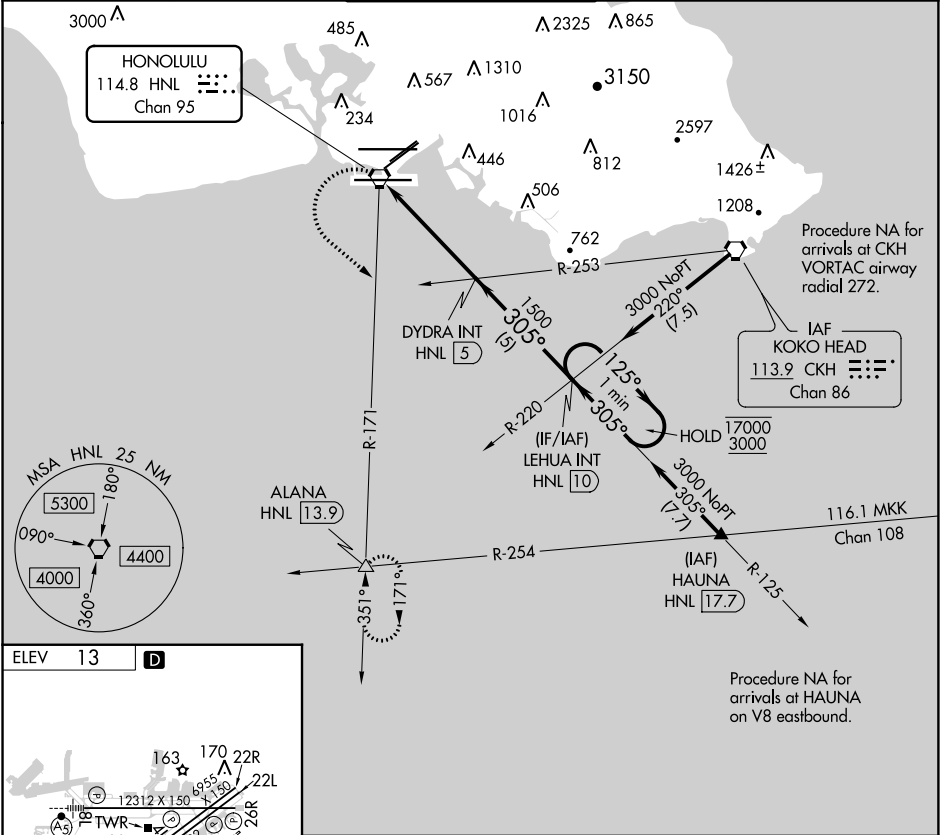 3000
485
2325
865
HONOLULU
114.8 HNL
Chan 95
567
1310
3150
234
1016
2597
446
812
1426 ±
506
1208
762
R-253
Procedure NA for
arrivals at CKH
VORTAC airway
radial 272.
3000 NoPT
220°
(7.5)
DYDRA INT
HNL 5
1500
305°
(5)
IAF
KOKO HEAD
113.9 CKH
Chan 86
125°
1 min
305°
R-220
HOLD
17000
3000
(IF/IAF)
LEHUA INT
HNL 10
R-171
MSA HNL 25 NM
180°
5300
090°
4400
4000
360°
ALANA
HNL 13.9
3000 NoPT
305°
(7.7)
116.1 MKK
Chan 108
R-254
(IAF)
HAUNA
HNL 17.7
R-125
351°
171°
ELEV 13
D
Procedure NA for
arrivals at HAUNA
on V8 eastbound.
163
170
22R
22L
6955 X 150
12312 X 150
P
8L
26R
A5
TWR
P
P
P